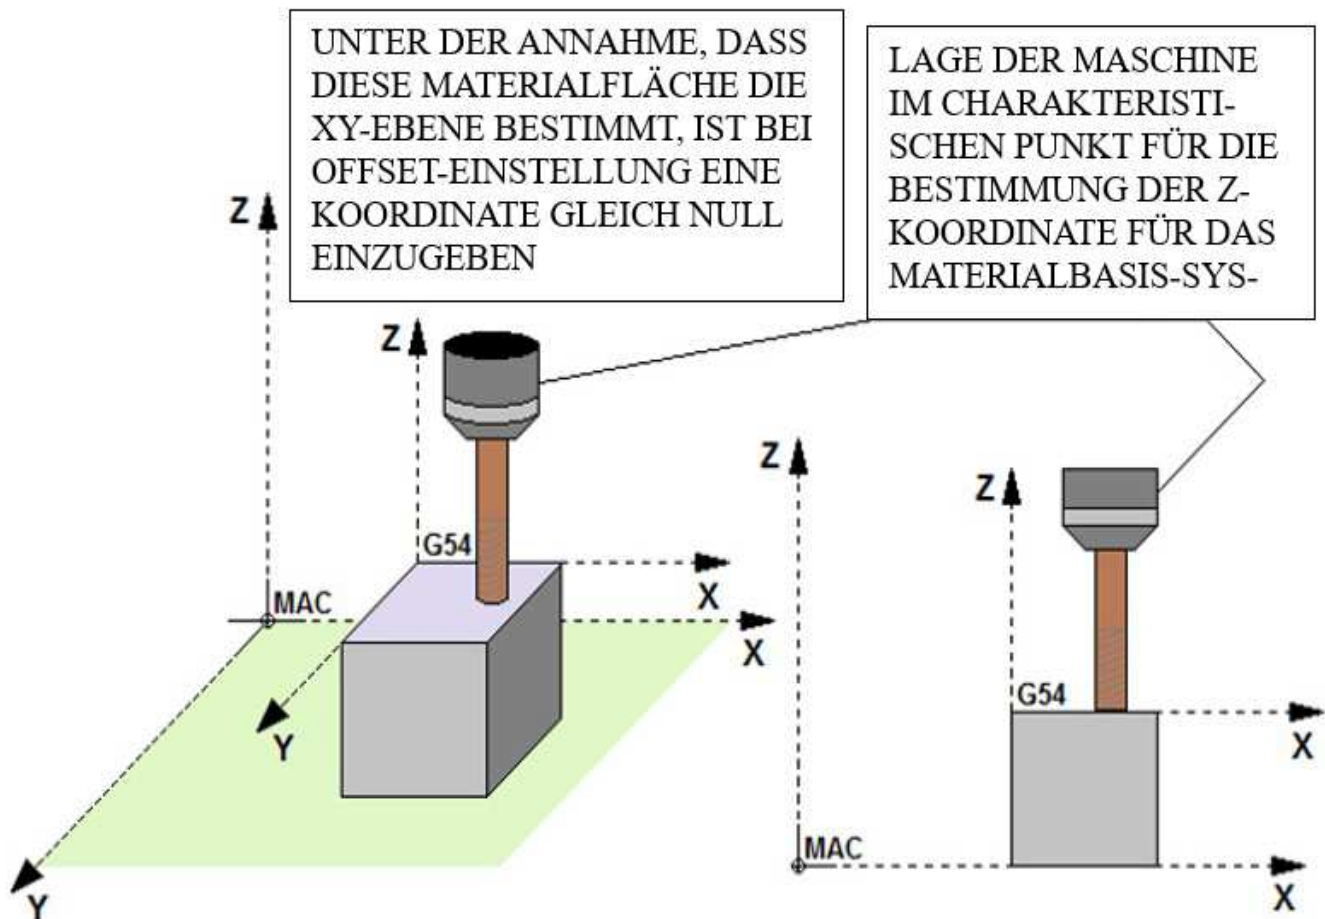 UNTER DER ANNAHME, DASS
DIESE MATERIALFLÄCHE DIE
XY-EBENE BESTIMMT, IST BEI
OFFSET-EINSTELLUNG EINE
KOORDINATE GLEICH NULL
EINZUGEBEN
LAGE DER MASCHINE
IM CHARAKTERISTI-
SCHEN PUNKT FÜR DIE
BESTIMMUNG DER Z-
KOORDINATE FÜR DAS
MATERIALBASIS-SYS-
Z
Z
G54
X
MAC
X
Y
Y
Z
Z
G54
X
MAC
X